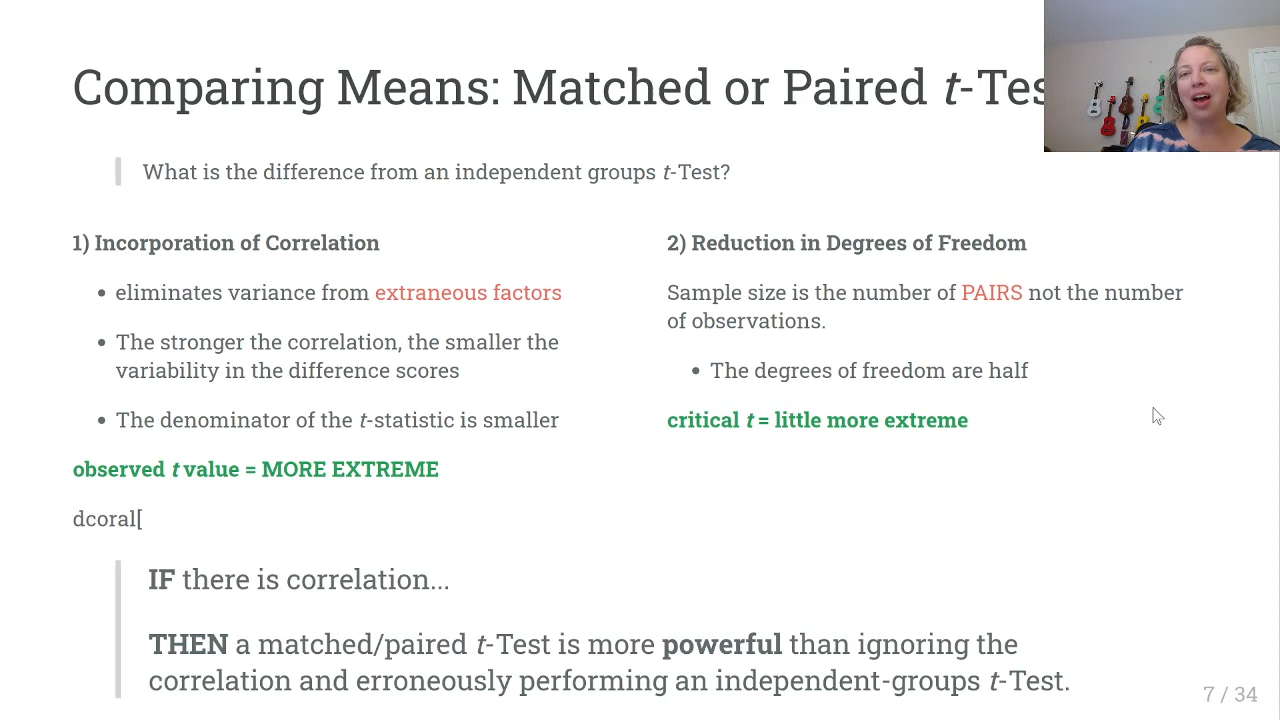 Comparing Means: Matched or Paired t-Tes
What is the difference from an independent groups t-Test?
1) Incorporation of Correlation
• eliminates variance from extraneous factors
• The stronger the correlation, the smaller the
variability in the difference scores
• The denominator of the t-statistic is smaller
observed t value = MORE EXTREME
dcoral[
2) Reduction in Degrees of Freedom
Sample size is the number of PAIRS not the number
of observations.
• The degrees of freedom are half
critical t = little more extreme
IF there is correlation...
THEN a matched/paired t-Test is more powerful than ignoring the
correlation and erroneously performing an independent-groups t-Test.
7 / 34